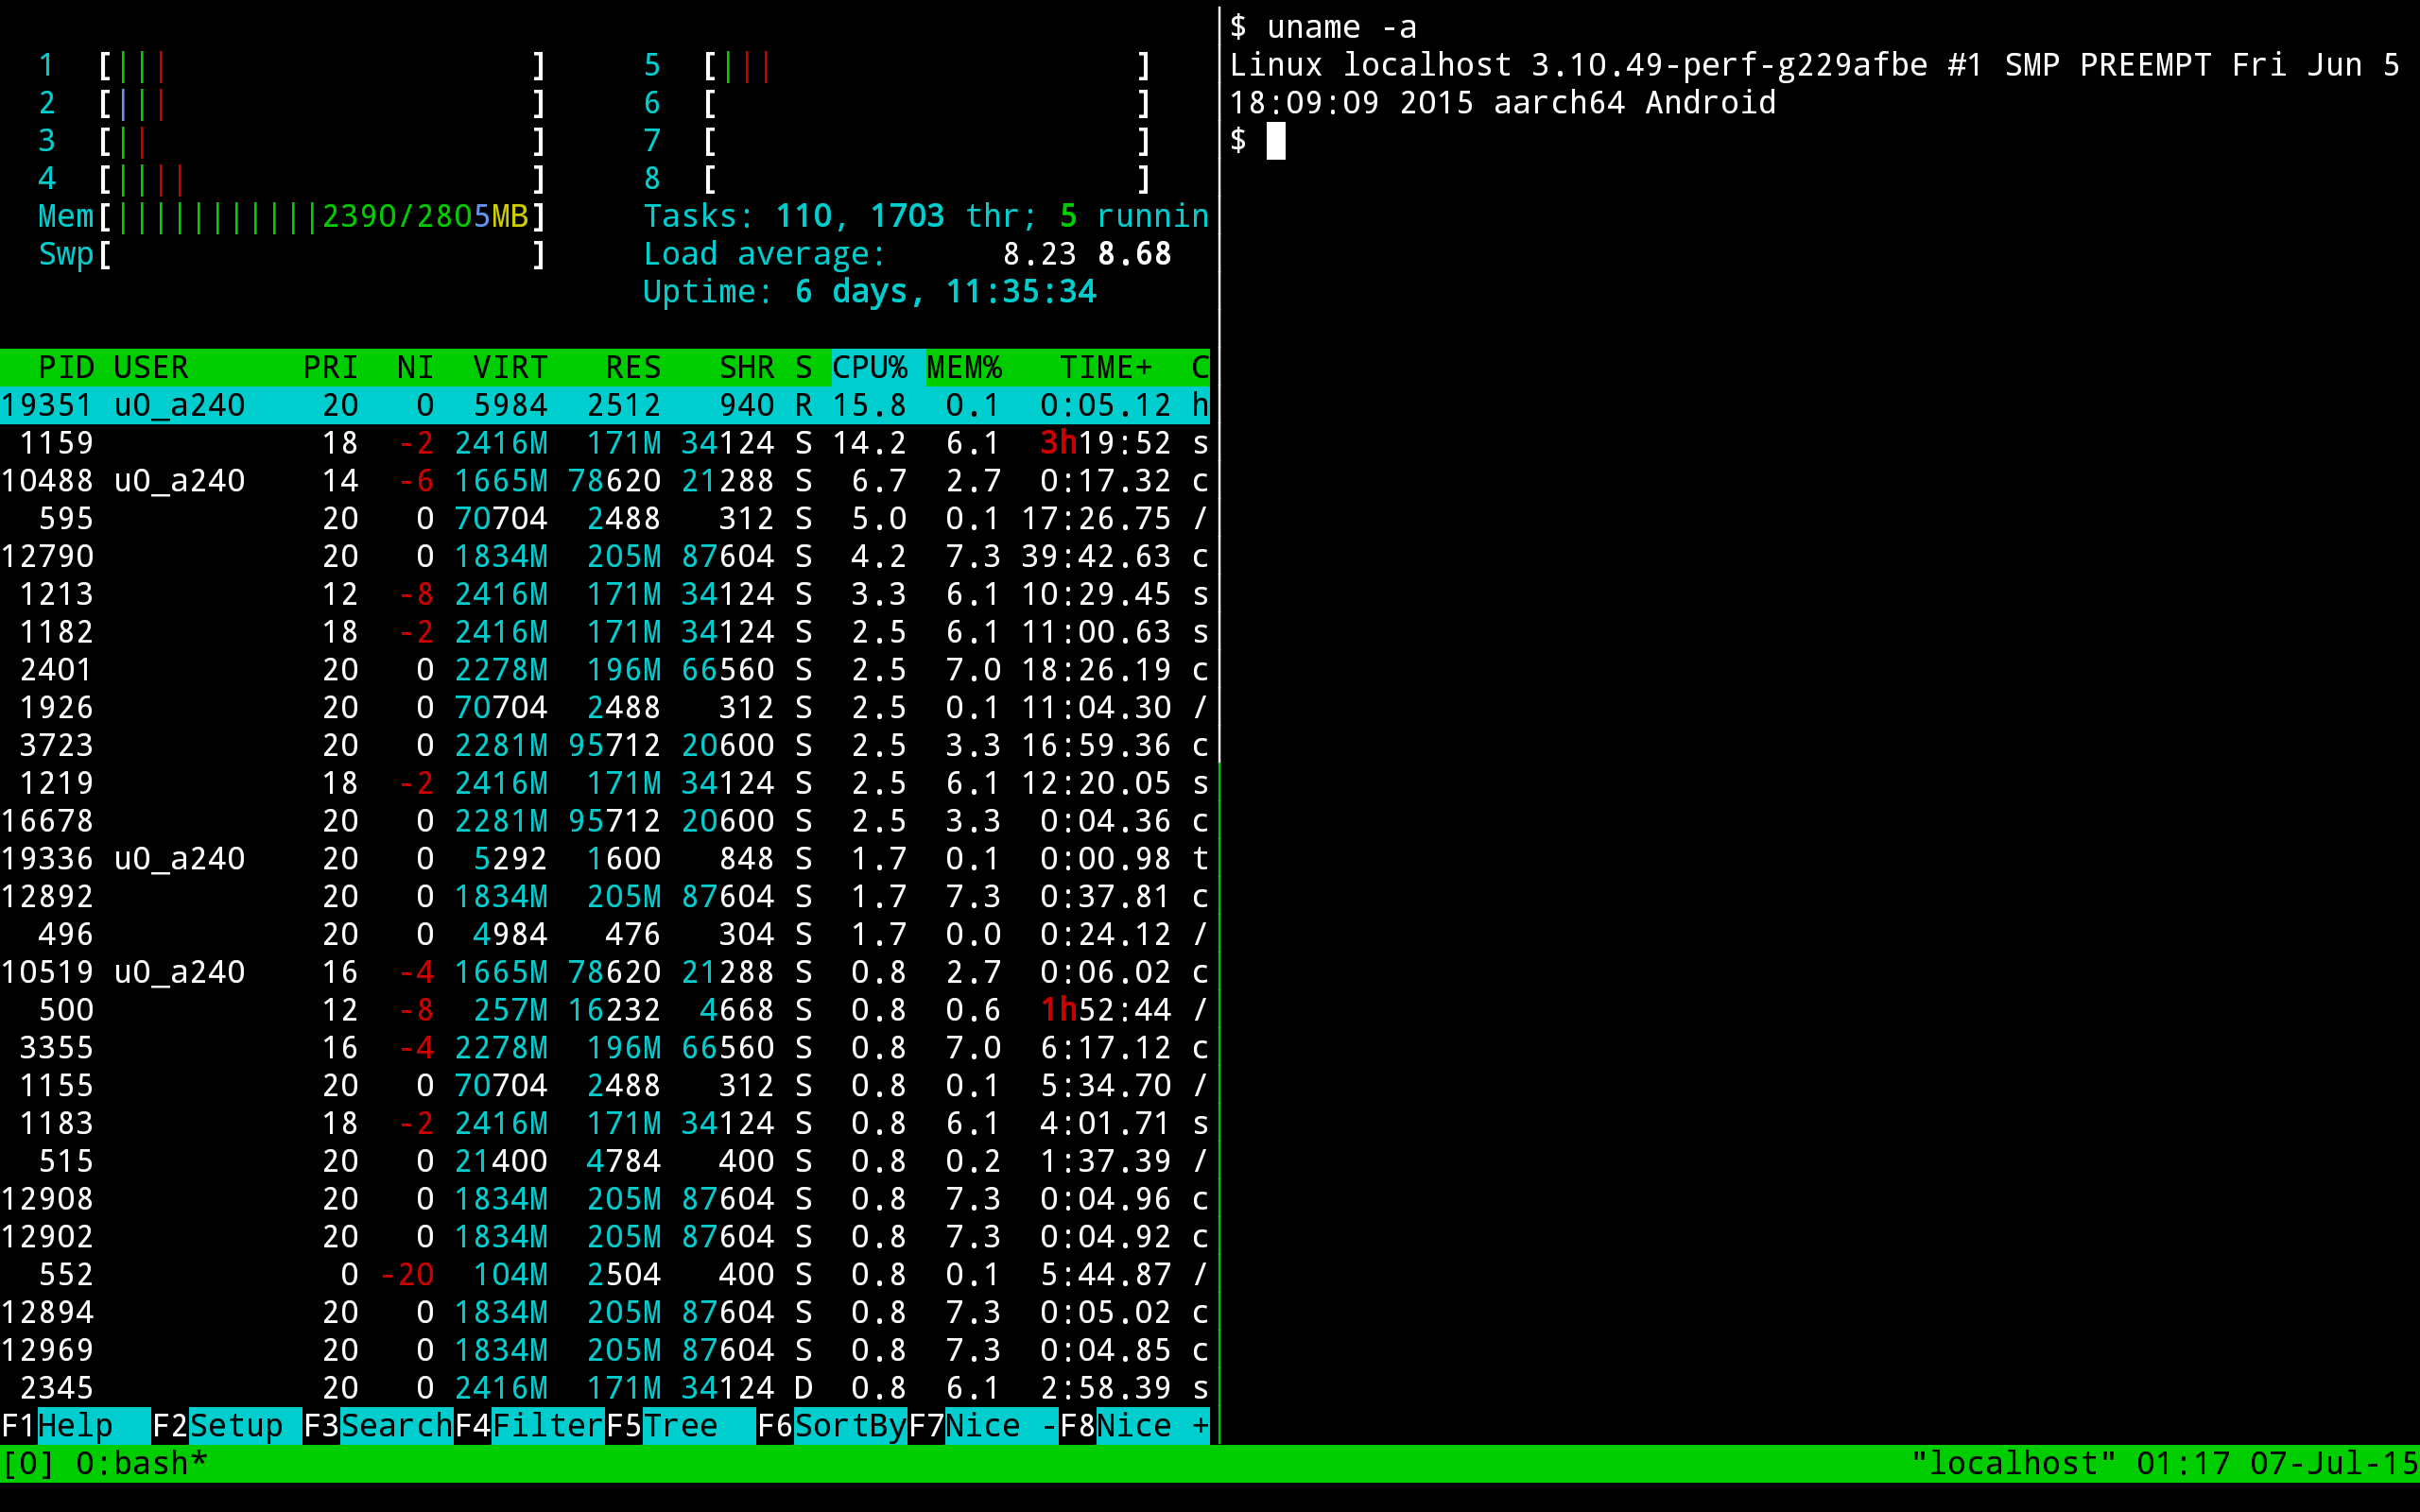 1 [||| ] 5 [||| ]
2 [||| ] 6 [ ]
3 [|| ] 7 [ ]
4 [|||| ] 8 [ ]
Mem[|||||||||||2390/2805MB] Tasks: 110, 1703 thr; 5 runnin
Swp[ ] Load average: 8.23 8.68
Uptime: 6 days, 11:35:34
PID USER PRI NI VIRT RES SHR S CPU% MEM% TIME+ C
19351 u0_a240 20 0 5984 2512 940 R 15.8 0.1 0:05.12 h
1159 18 -2 2416M 171M 34124 S 14.2 6.1 3h19:52 s
10488 u0_a240 14 -6 1665M 78620 21288 S 6.7 2.7 0:17.32 c
595 20 0 70704 2488 312 S 5.0 0.1 17:26.75 /
12790 20 0 1834M 205M 87604 S 4.2 7.3 39:42.63 c
1213 12 -8 2416M 171M 34124 S 3.3 6.1 10:29.45 s
1182 18 -2 2416M 171M 34124 S 2.5 6.1 11:00.63 s
2401 20 0 2278M 196M 66560 S 2.5 7.0 18:26.19 c
1926 20 0 70704 2488 312 S 2.5 0.1 11:04.30 /
3723 20 0 2281M 95712 20600 S 2.5 3.3 16:59.36 c
1219 18 -2 2416M 171M 34124 S 2.5 6.1 12:20.05 s
16678 20 0 2281M 95712 20600 S 2.5 3.3 0:04.36 c
19336 u0_a240 20 0 5292 1600 848 S 1.7 0.1 0:00.98 t
12892 20 0 1834M 205M 87604 S 1.7 7.3 0:37.81 c
496 20 0 4984 476 304 S 1.7 0.0 0:24.12 /
10519 u0_a240 16 -4 1665M 78620 21288 S 0.8 2.7 0:06.02 c
500 12 -8 257M 16232 4668 S 0.8 0.6 1h52:44 /
3355 16 -4 2278M 196M 66560 S 0.8 7.0 6:17.12 c
1155 20 0 70704 2488 312 S 0.8 0.1 5:34.70 /
1183 18 -2 2416M 171M 34124 S 0.8 6.1 4:01.71 s
515 20 0 21400 4784 400 S 0.8 0.2 1:37.39 /
12908 20 0 1834M 205M 87604 S 0.8 7.3 0:04.96 c
12902 20 0 1834M 205M 87604 S 0.8 7.3 0:04.92 c
552 0 -20 104M 2504 400 S 0.8 0.1 5:44.87 /
12894 20 0 1834M 205M 87604 S 0.8 7.3 0:05.02 c
12969 20 0 1834M 205M 87604 S 0.8 7.3 0:04.85 c
2345 20 0 2416M 171M 34124 D 0.8 6.1 2:58.39 s
F1Help F2Setup F3SearchF4FilterF5Tree F6SortByF7Nice -F8Nice +
$ uname -a
Linux localhost 3.10.49-perf-g229afbe #1 SMP PREEMPT Fri Jun 5
18:09:09 2015 aarch64 Android
$
[0] 0:bash* "localhost" 01:17 07-Jul-15